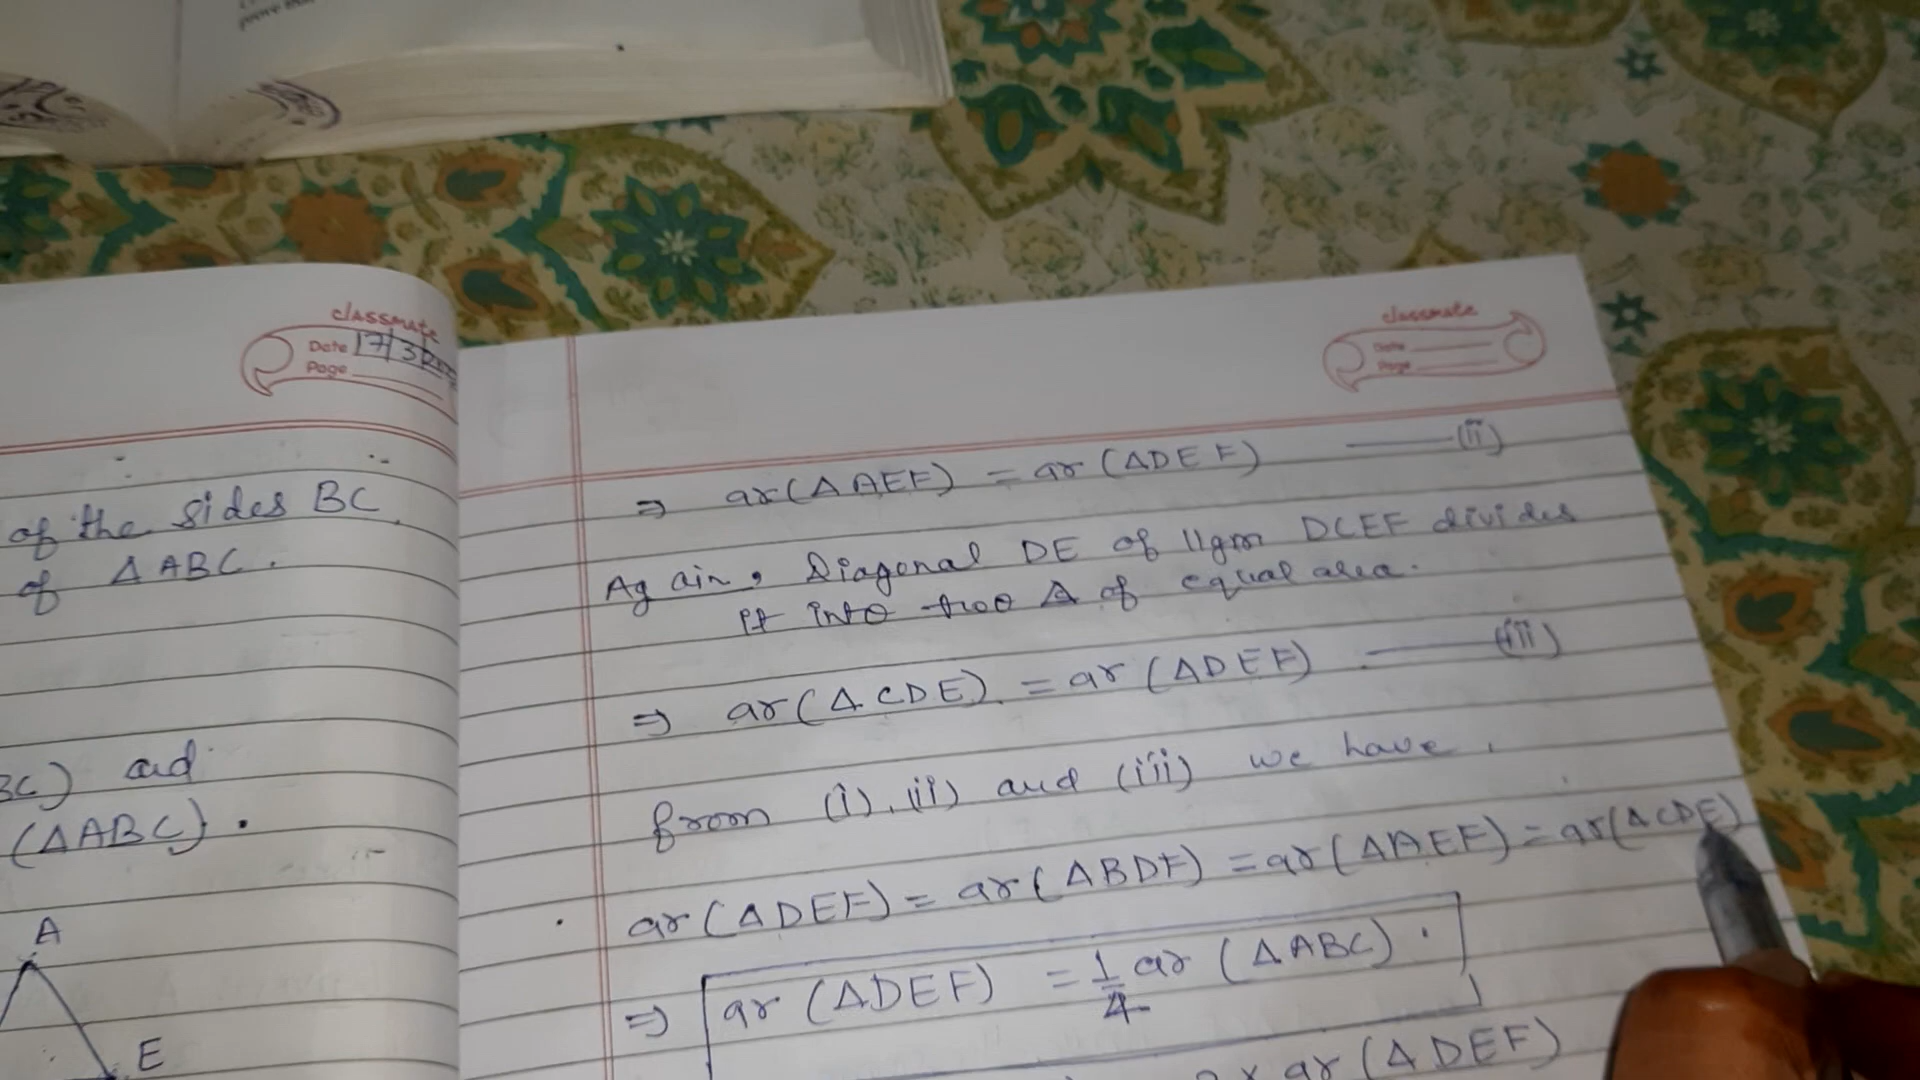 classmate
Date 17/3
Page
of the sides BC
of Δ ABC.
BC) and
(ΔABC).
A
E
classmate
Date
Page
⇒ ar(ΔAEF) = ar(ΔDEF) —(ii)
Again, Diagonal DE of llgm DCEF divides
it into two Δ of equal area.
⇒ ar(ΔCDE) = ar(ΔDEF) —(iii)
from (i), (ii) and (iii) we have,
ar(ΔDEF) = ar(ΔBDF) = ar(ΔAEF) = ar(ΔCDE)
⇒ ar(ΔDEF) = 1/4 ar(ΔABC).
x ar(ΔDEF)